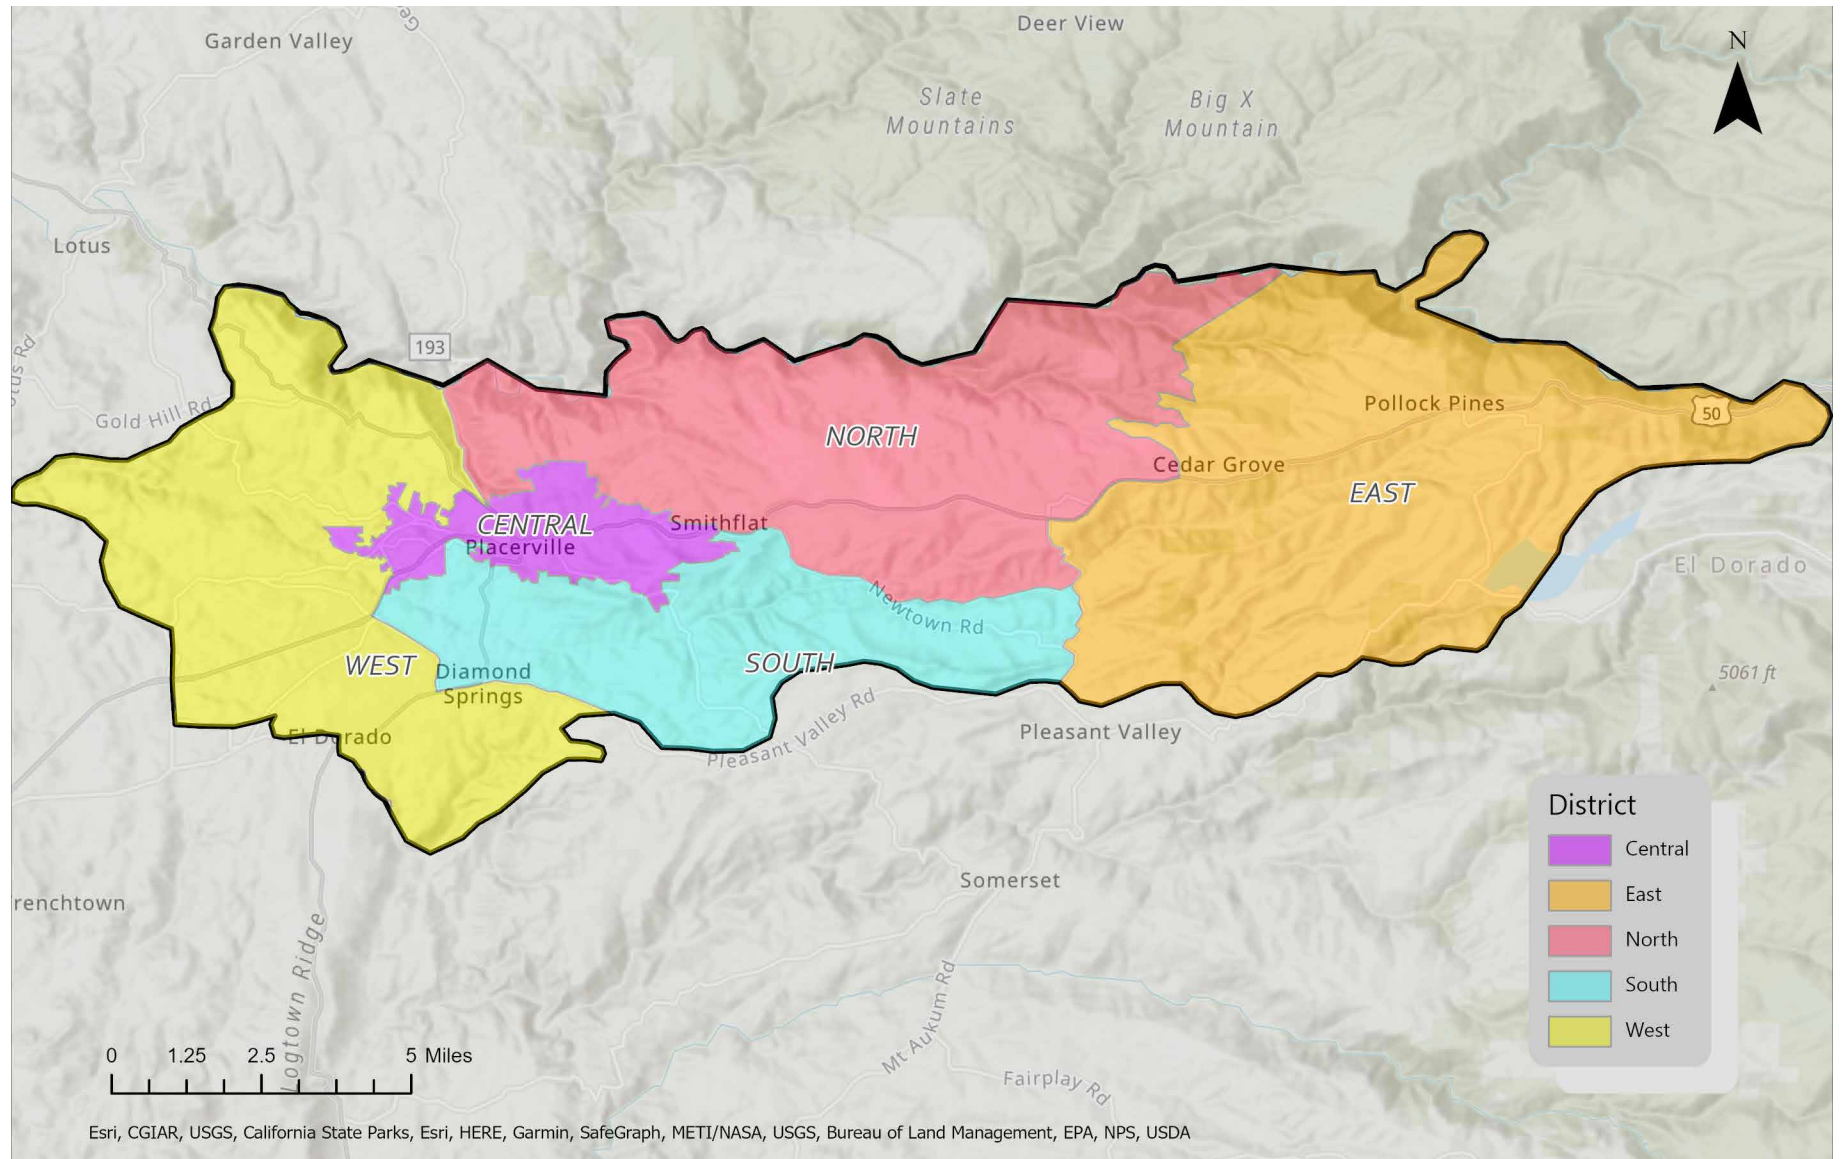 Deer View
Garden Valley
N
Slate
Mountains
Big X
Mountain
Lotus
193
Gold Hill Rd
Pollock Pines
50
NORTH
Cedar Grove
EAST
CENTRAL
Smithflat
Placerville
El Dorado
Newtown Rd
WEST
SOUTH
Diamond
Springs
5061 ft
El Dorado
Pleasant Valley Rd
Pleasant Valley
District
Central
East
North
South
West
Somerset
renchtown
Logtown Ridge
Mt Aukum Rd
Fairplay Rd
0 1.25 2.5 5 Miles
Esri, CGIAR, USGS, California State Parks, Esri, HERE, Garmin, SafeGraph, METI/NASA, USGS, Bureau of Land Management, EPA, NPS, USDA